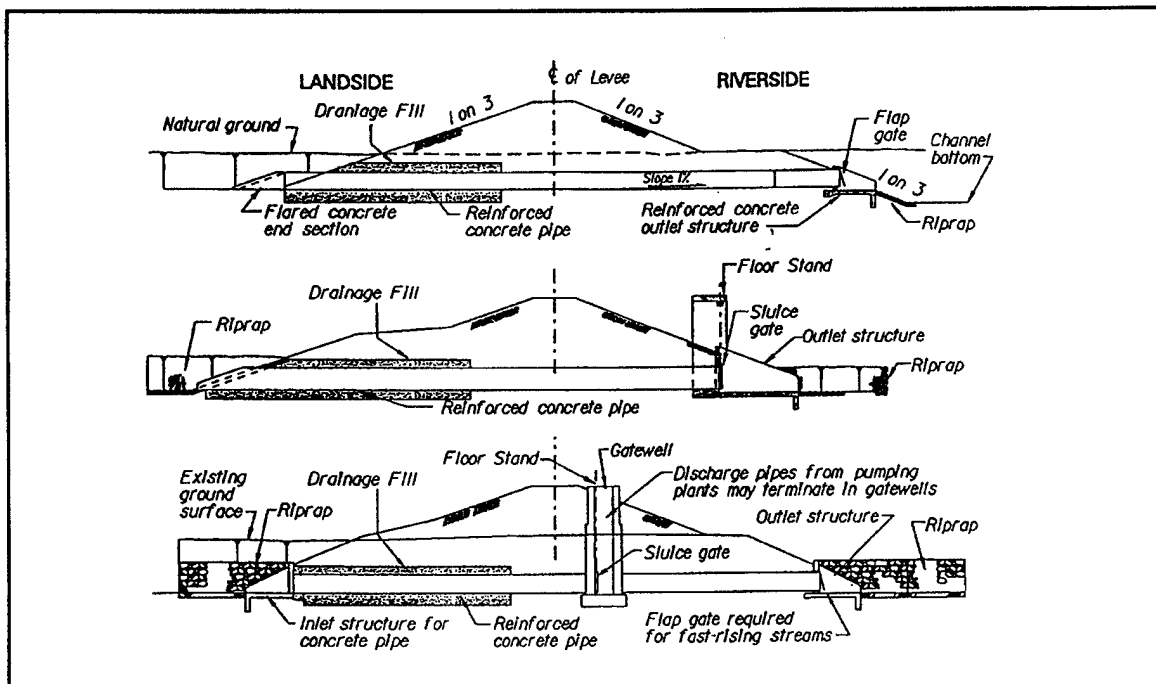 LANDSIDE
℄ of Levee
RIVERSIDE
Draniage Fill
1 on 3
1 on 3
Natural ground
Flap
gate
Channel
bottom
Slope 1%
1 on 3
Flared concrete
end section
Reinforced
concrete pipe
Reinforced concrete
outlet structure
Riprap
Floor Stand
Drainage Fill
Riprap
Sluice
gate
Outlet structure
Riprap
Reinforced concrete pipe
Floor Stand
Gatewell
Existing
ground
surface
Riprap
Drainage Fill
Discharge pipes from pumping
plants may terminate in gatewells
Outlet structure
Riprap
Sluice gate
Inlet structure for
concrete pipe
Reinforced
concrete pipe
Flap gate required
for fast-rising streams